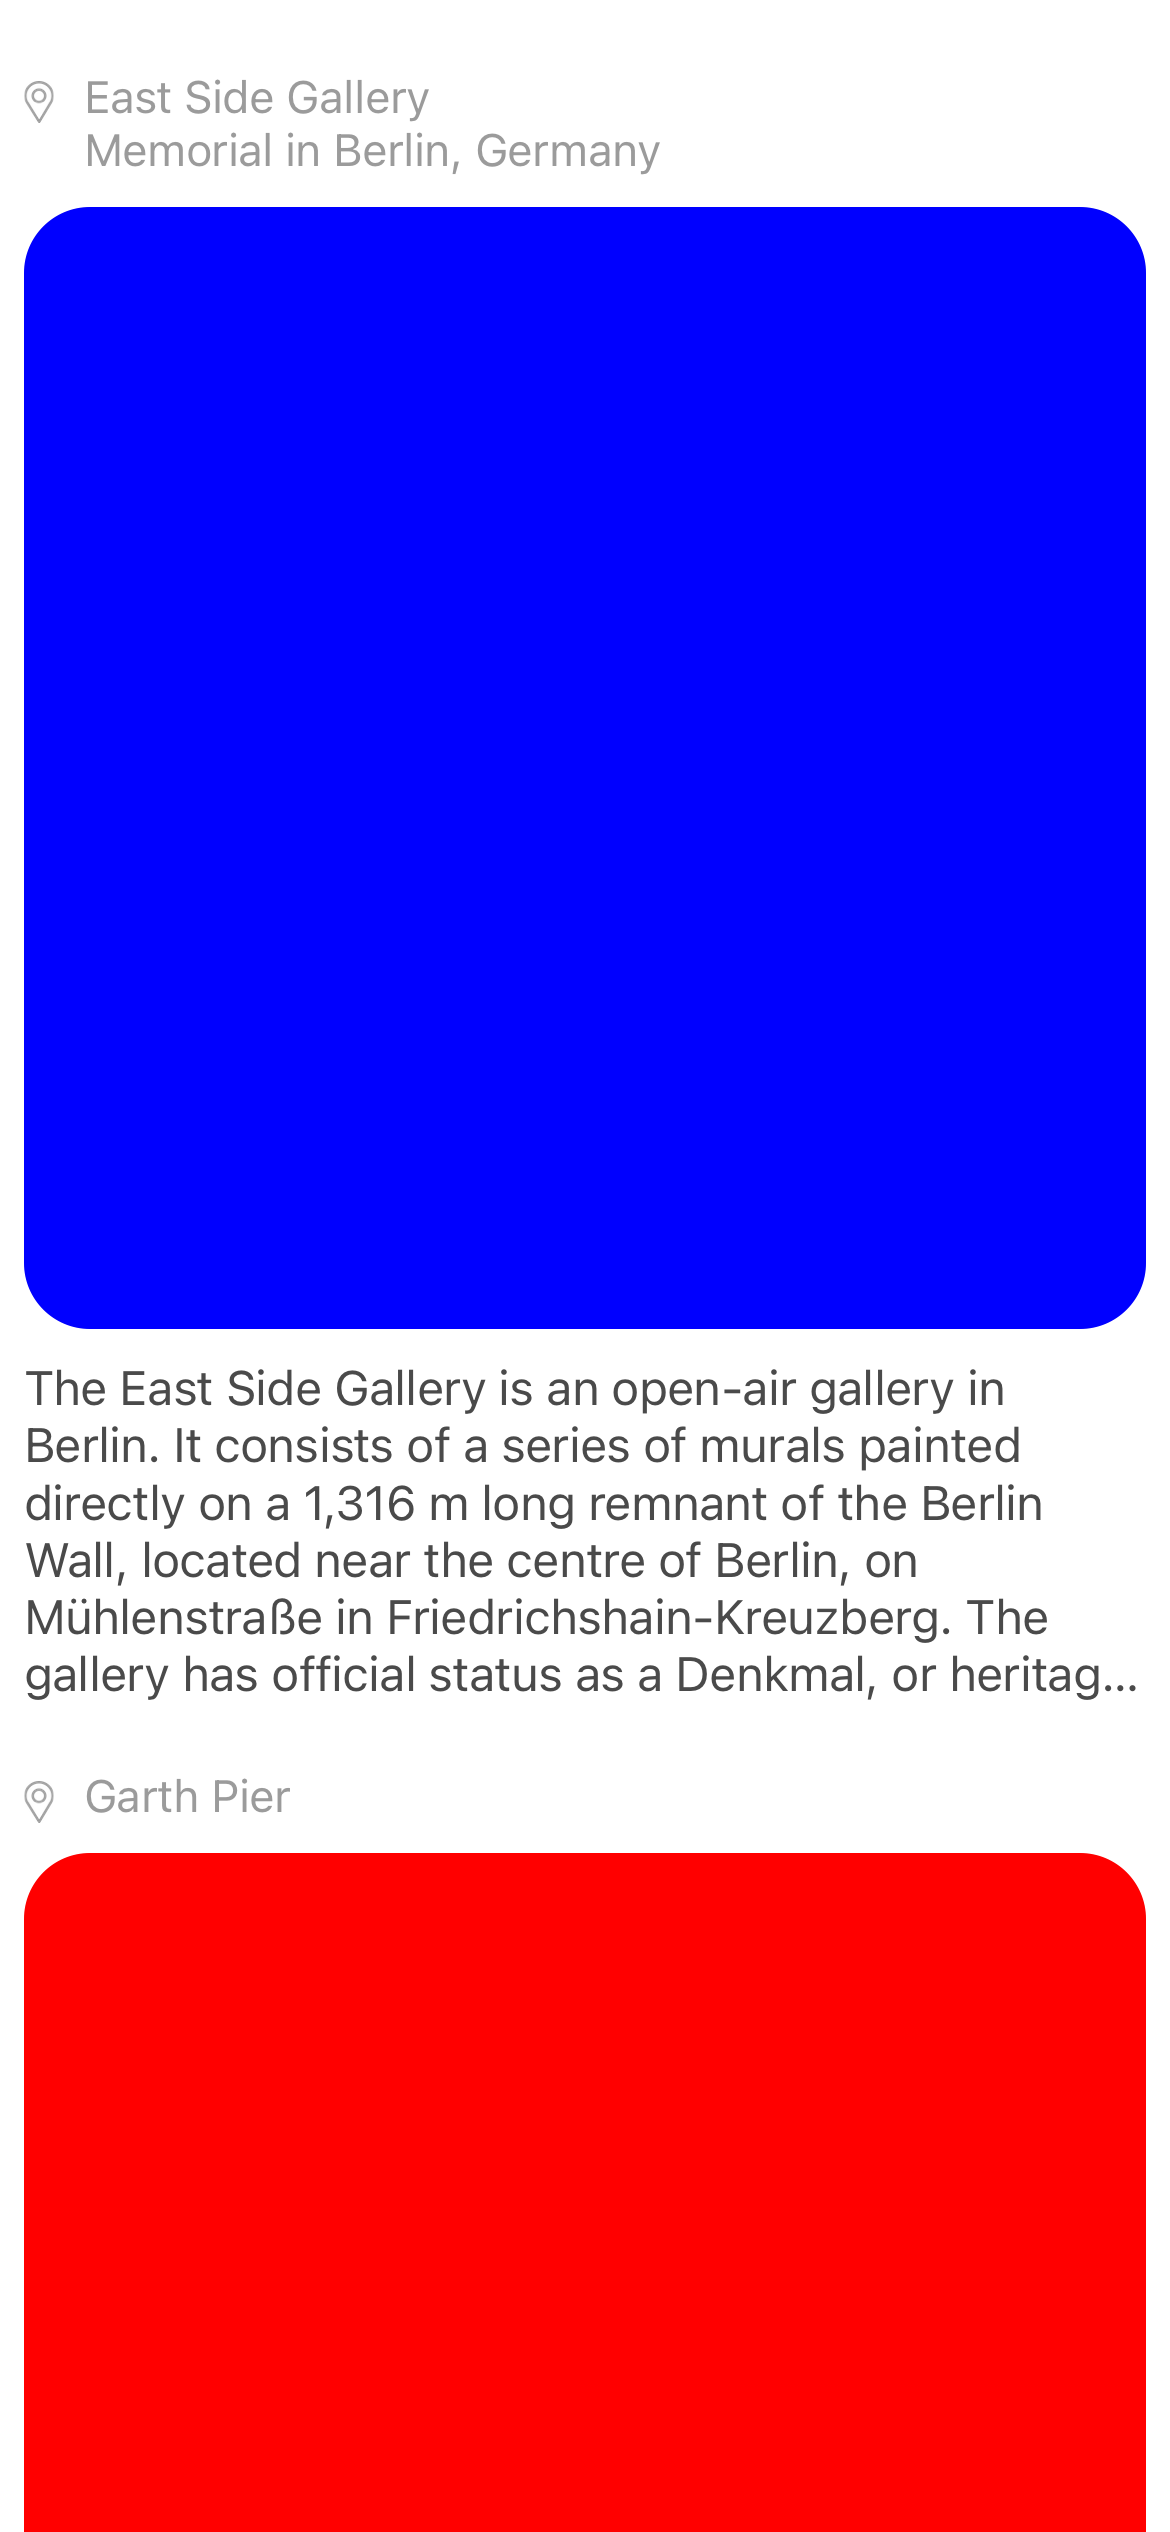 East Side Gallery
Memorial in Berlin, Germany
The East Side Gallery is an open-air gallery in
Berlin. It consists of a series of murals painted
directly on a 1,316 m long remnant of the Berlin
Wall, located near the centre of Berlin, on
Mühlenstraße in Friedrichshain-Kreuzberg. The
gallery has official status as a Denkmal, or heritag...
Garth Pier